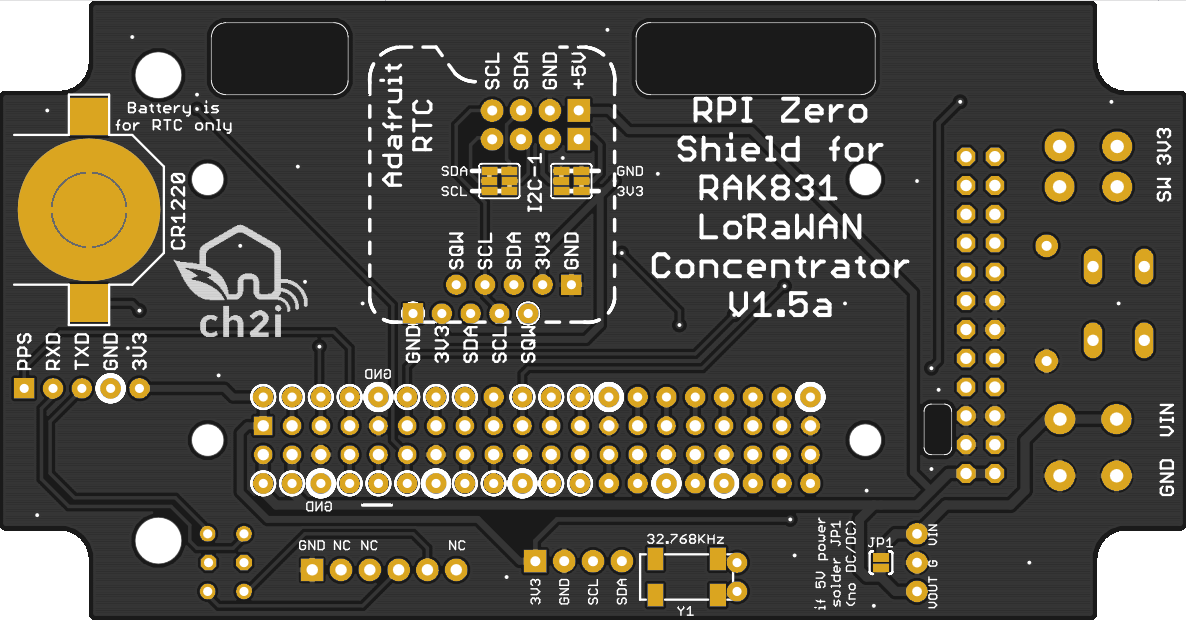 Battery is
for RTC only
CR1220
ch2i
Adafruit
RTC
SCL
SDA
GND
+5V
SDA
SCL
I2C-1
GND
3V3
SQW
SCL
SDA
3V3
GND
GND
3V3
SDA
SCL
SQW
RPI Zero
Shield for
RAK831
LoRaWAN
Concentrator
V1.5a
SW 3V3
VIN
GND
PPS
RXD
TXD
GND
3V3
GND
GND
GND NC NC
NC
3V3
GND
SCL
SDA
32.768KHz
Y1
if 5V power
solder JP1
(no DC/DC)
JP1
VIN
G
VOUT